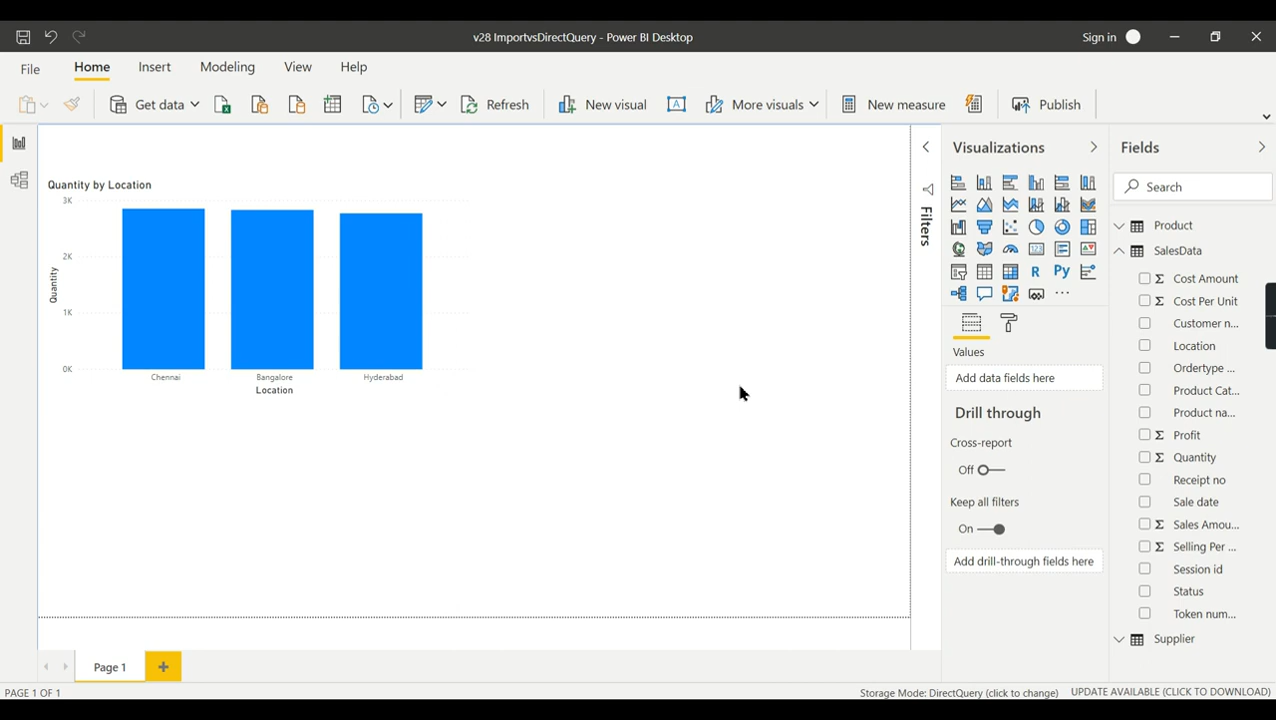 v28 ImportvsDirectQuery - Power BI Desktop
Sign in
File Home Insert Modeling View Help
Get data Refresh New visual More visuals New measure Publish
Quantity by Location
3K
2K
1K
0K
Quantity
Chennai Bangalore Hyderabad
Location
Filters
Visualizations
R Py
Values
Add data fields here
Drill through
Cross-report
Off
Keep all filters
On
Add drill-through fields here
Fields
Search
Product
SalesData
Σ Cost Amount
Σ Cost Per Unit
Customer n...
Location
Ordertype ...
Product Cat...
Product na...
Σ Profit
Σ Quantity
Receipt no
Sale date
Σ Sales Amou...
Σ Selling Per ...
Session id
Status
Token num...
Supplier
Page 1
PAGE 1 OF 1
Storage Mode: DirectQuery (click to change) UPDATE AVAILABLE (CLICK TO DOWNLOAD)